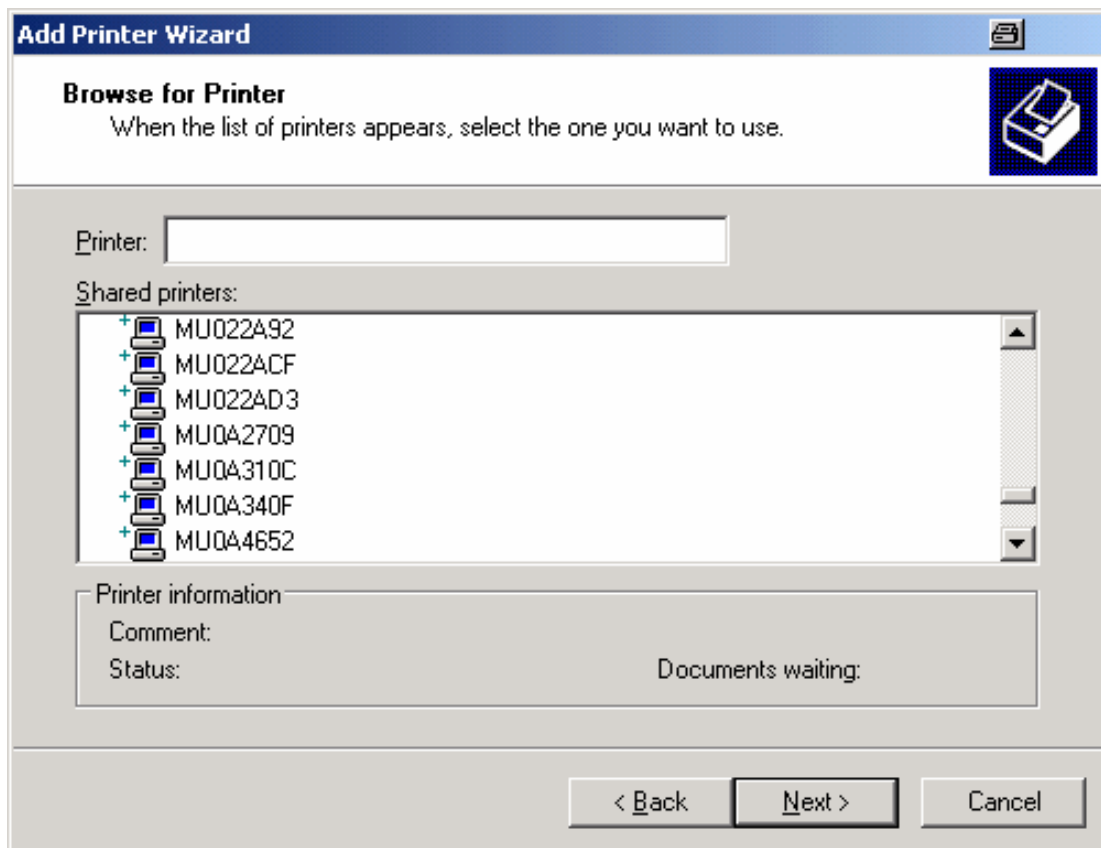 Add Printer Wizard
Browse for Printer
When the list of printers appears, select the one you want to use.
Printer:
Shared printers:
MU022A92
MU022ACF
MU022AD3
MU0A2709
MU0A310C
MU0A340F
MU0A4652
Printer information
Comment:
Status: Documents waiting:
< Back Next > Cancel